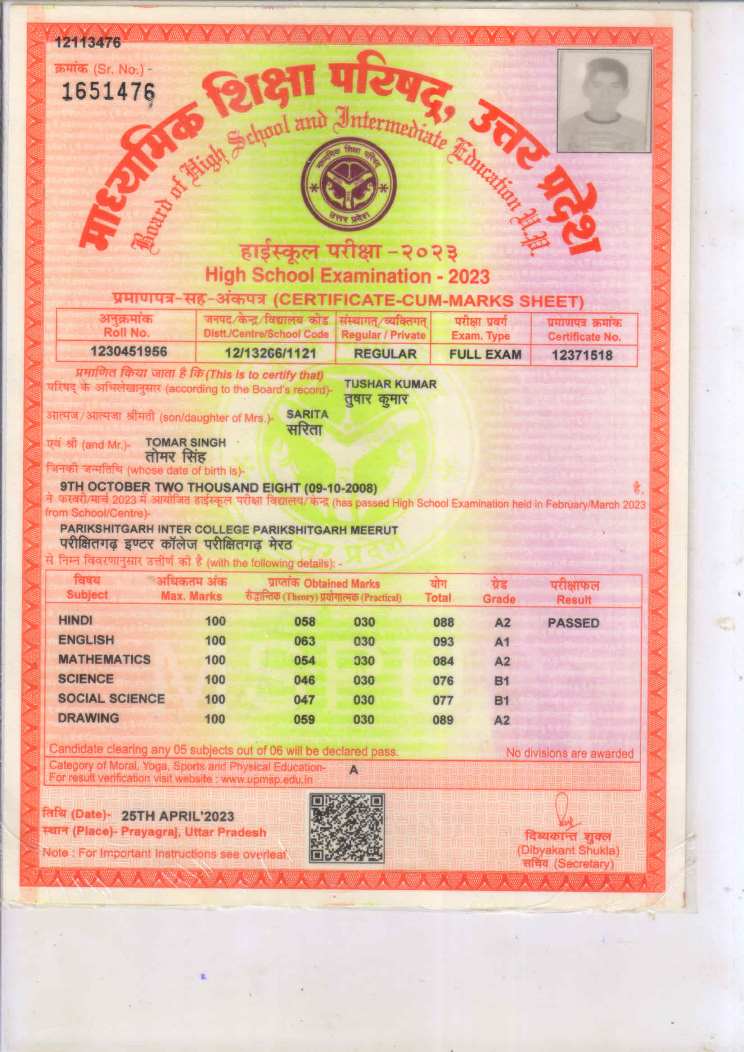 12113476
क्रमांक (Sr. No.) -
1651476
माध्यमिक शिक्षा परिषद्, उत्तर प्रदेश
Board of High School and Intermediate Education U.P.
माध्यमिक शिक्षा परिषद
उत्तर प्रदेश
हाईस्कूल परीक्षा – २०२३
High School Examination - 2023
प्रमाणपत्र–सह–अंकपत्र (CERTIFICATE-CUM-MARKS SHEET)
अनुक्रमांक जनपद/केन्द्र/विद्यालय कोड संस्थागत/व्यक्तिगत परीक्षा प्रवर्ग प्रमाणपत्र क्रमांक
Roll No. Distt./Centre/School Code Regular / Private Exam. Type Certificate No.
1230451956 12/13266/1121 REGULAR FULL EXAM 12371518
प्रमाणित किया जाता है कि (This is to certify that)
परिषद् के अभिलेखानुसार (according to the Board's record)- TUSHAR KUMAR
तुषार कुमार
आत्मज/आत्मजा श्रीमती (son/daughter of Mrs.)- SARITA
सरिता
एवं श्री (and Mr.)- TOMAR SINGH
तोमर सिंह
जिनकी जन्मतिथि (whose date of birth is)-
9TH OCTOBER TWO THOUSAND EIGHT (09-10-2008) है,
ने फरवरी/मार्च 2023 में आयोजित हाईस्कूल परीक्षा विद्यालय/केन्द्र (has passed High School Examination held in February/March 2023
from School/Centre)-
PARIKSHITGARH INTER COLLEGE PARIKSHITGARH MEERUT
परीक्षितगढ़ इण्टर कॉलेज परीक्षितगढ़ मेरठ
से निम्न विवरणानुसार उत्तीर्ण की है (with the following details): -
विषय अधिकतम अंक प्राप्तांक Obtained Marks योग ग्रेड परीक्षाफल
Subject Max. Marks सैद्धान्तिक (Theory) प्रयोगात्मक (Practical) Total Grade Result
HINDI 100 058 030 088 A2 PASSED
ENGLISH 100 063 030 093 A1
MATHEMATICS 100 054 030 084 A2
SCIENCE 100 046 030 076 B1
SOCIAL SCIENCE 100 047 030 077 B1
DRAWING 100 059 030 089 A2
Candidate clearing any 05 subjects out of 06 will be declared pass. No divisions are awarded
Category of Moral, Yoga, Sports and Physical Education- A
For result verification visit website : www.upmsp.edu.in
तिथि (Date)- 25TH APRIL'2023
स्थान (Place)- Prayagraj, Uttar Pradesh
दिव्यकान्त शुक्ल
(Dibyakant Shukla)
सचिव (Secretary)
Note : For Important Instructions see overleaf